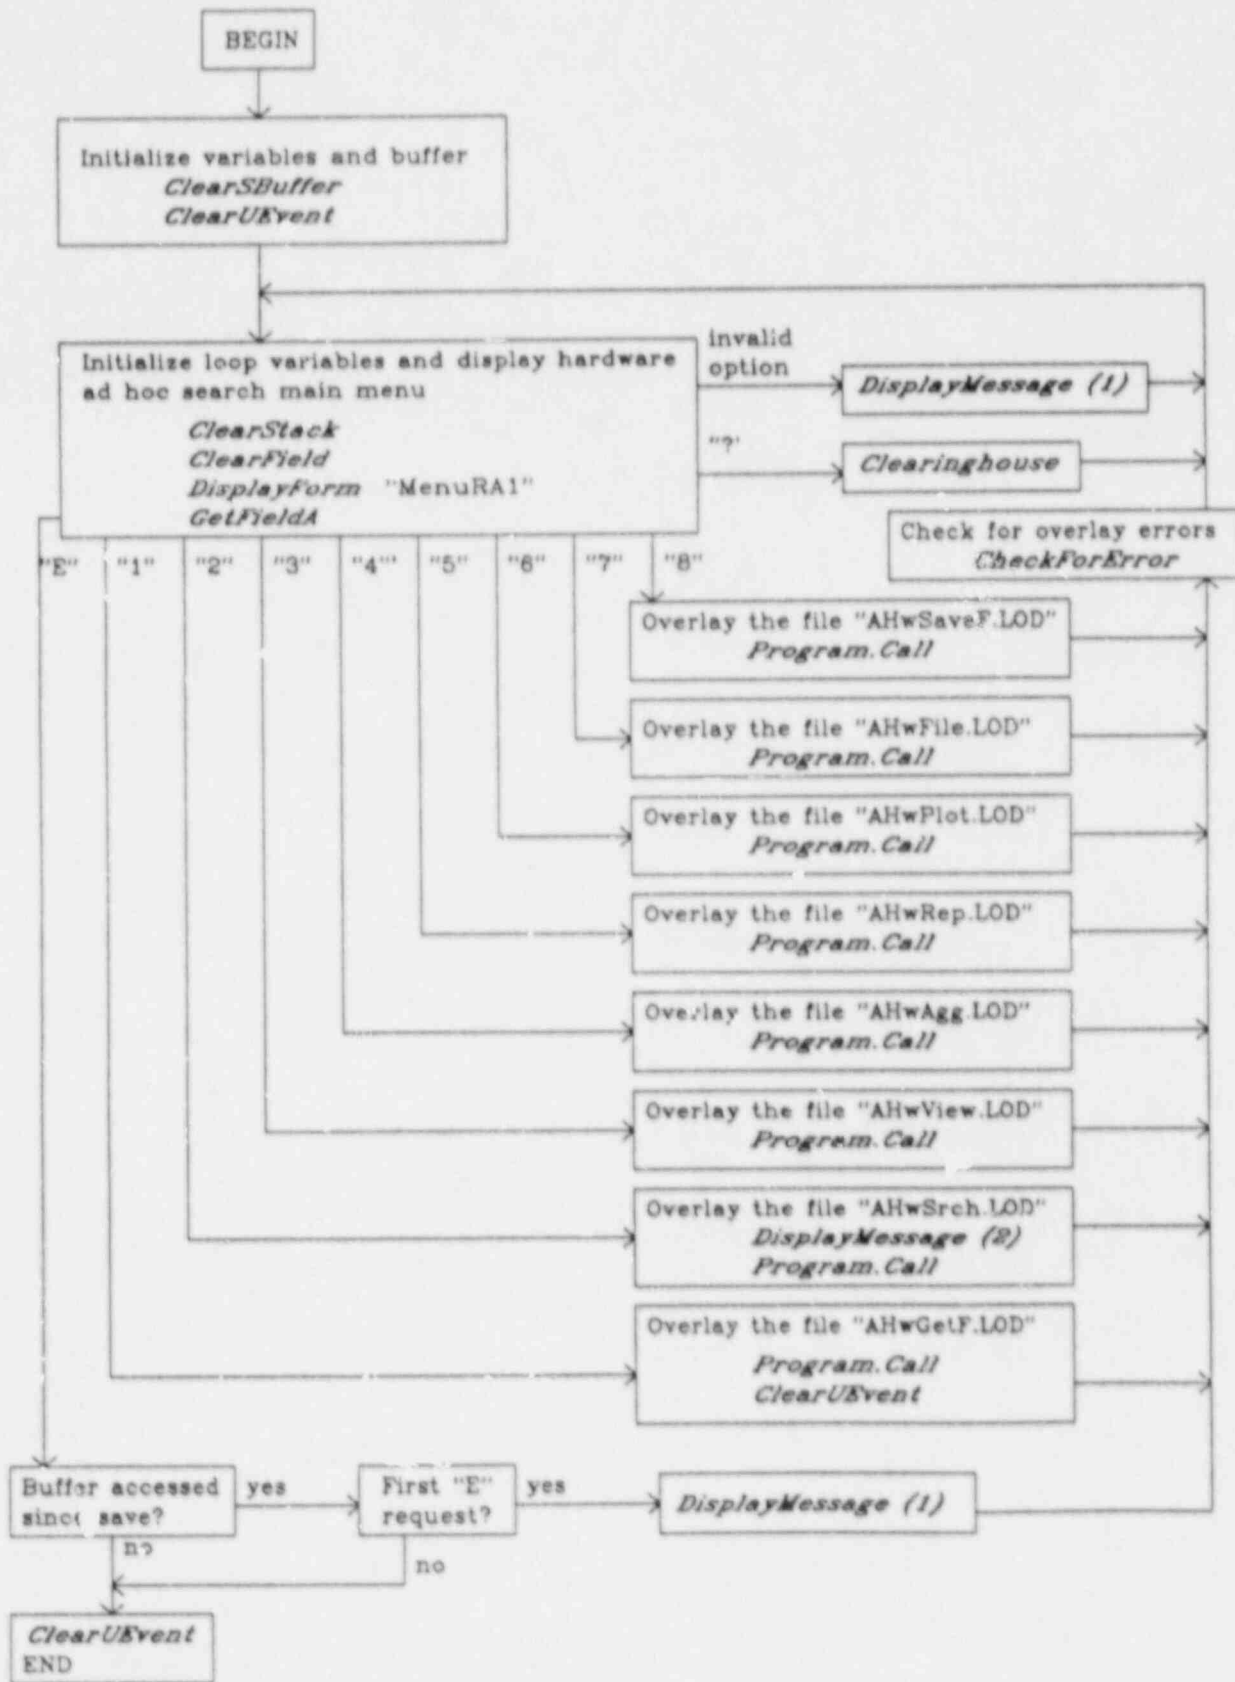 BEGIN
Initialize variables and buffer
ClearSBuffer
ClearUEvent
Initialize loop variables and display hardware
ad hoc search main menu
ClearStack
ClearField
DisplayForm "MenuRA1"
GetFieldA
invalid
option
DisplayMessage (1)
"?'
Clearinghouse
Check for overlay errors
CheckForError
"E" "1" "2" "3" "4"' "5" "6" "7" "8"
Overlay the file "AHwSaveF.LOD"
Program.Call
Overlay the file "AHwFile.LOD"
Program.Call
Overlay the file "AHwPlot.LOD"
Program.Call
Overlay the file "AHwRep.LOD"
Program.Call
Overlay the file "AHwAgg.LOD"
Program.Call
Overlay the file "AHwView.LOD"
Program.Call
Overlay the file "AHwSrch.LOD"
DisplayMessage (2)
Program.Call
Overlay the file "AHwGetF.LOD"
Program.Call
ClearUEvent
Buffer accessed
since save?
yes
First "E"
request?
yes
DisplayMessage (1)
no
no
ClearUEvent
END